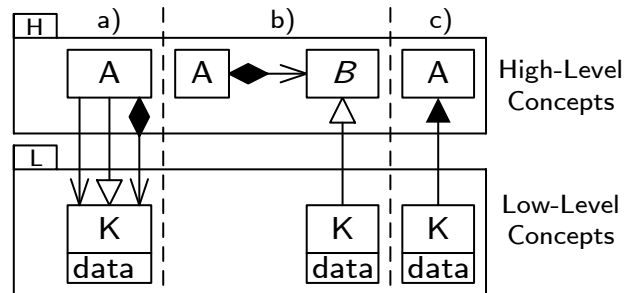 a)
b)
c)
H
A
A
B
A
High-Level
Concepts
L
K
data
K
data
K
data
Low-Level
Concepts